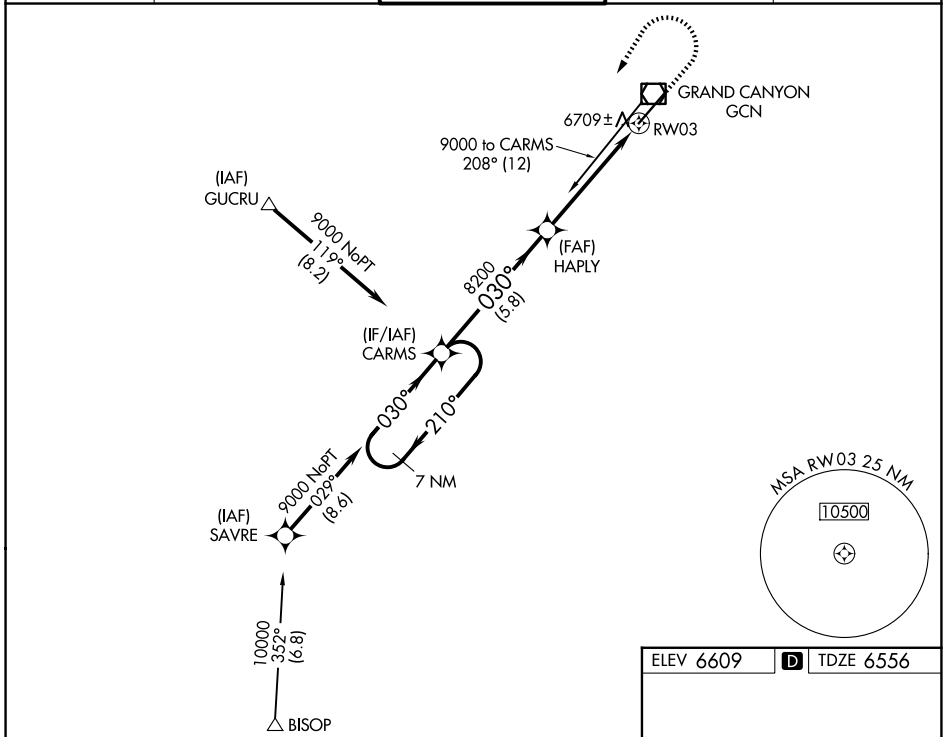 GRAND CANYON
GCN
6709±
RW03
9000 to CARMS
208° (12)
(IAF)
GUCRU
9000 NoPT
119°
(8.2)
(FAF)
HAPLY
8200
030°
(5.8)
(IF/IAF)
CARMS
030°
210°
7 NM
9000 NoPT
029°
(8.6)
(IAF)
SAVRE
MSA RW03 25 NM
10500
10000
352°
(6.8)
BISOP
ELEV 6609 D TDZE 6556